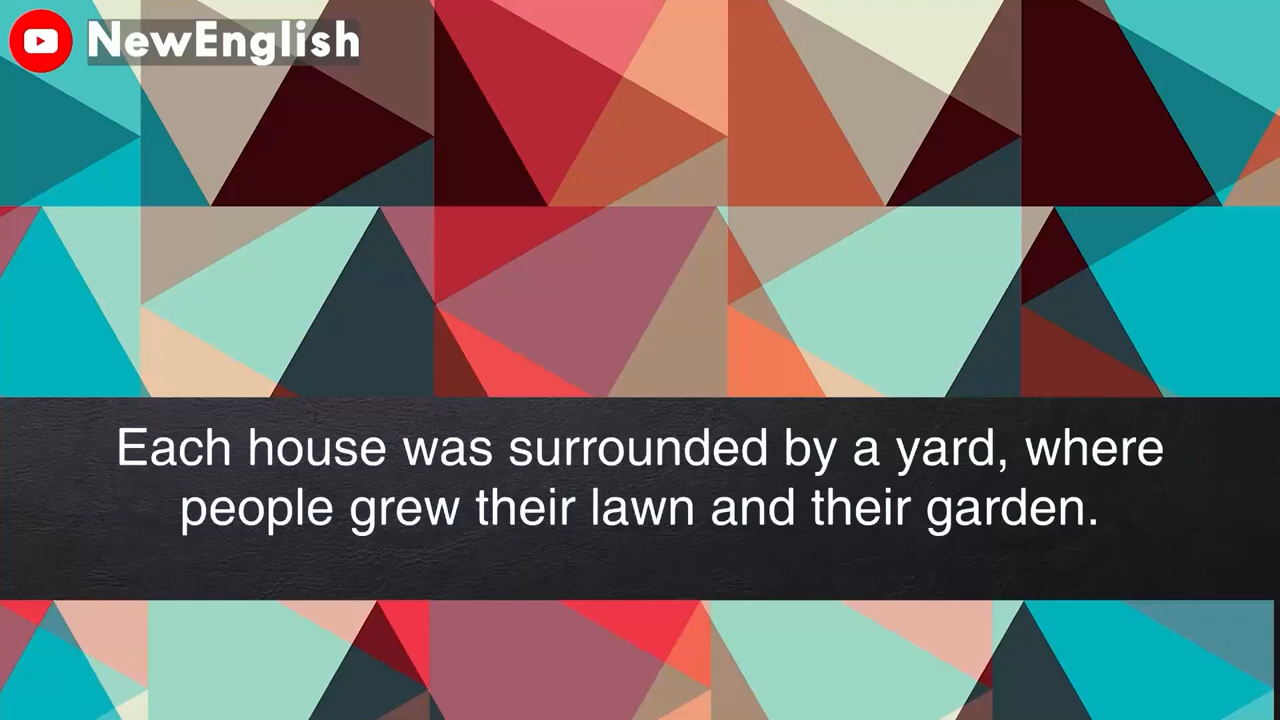 NewEnglish
Each house was surrounded by a yard, where
people grew their lawn and their garden.